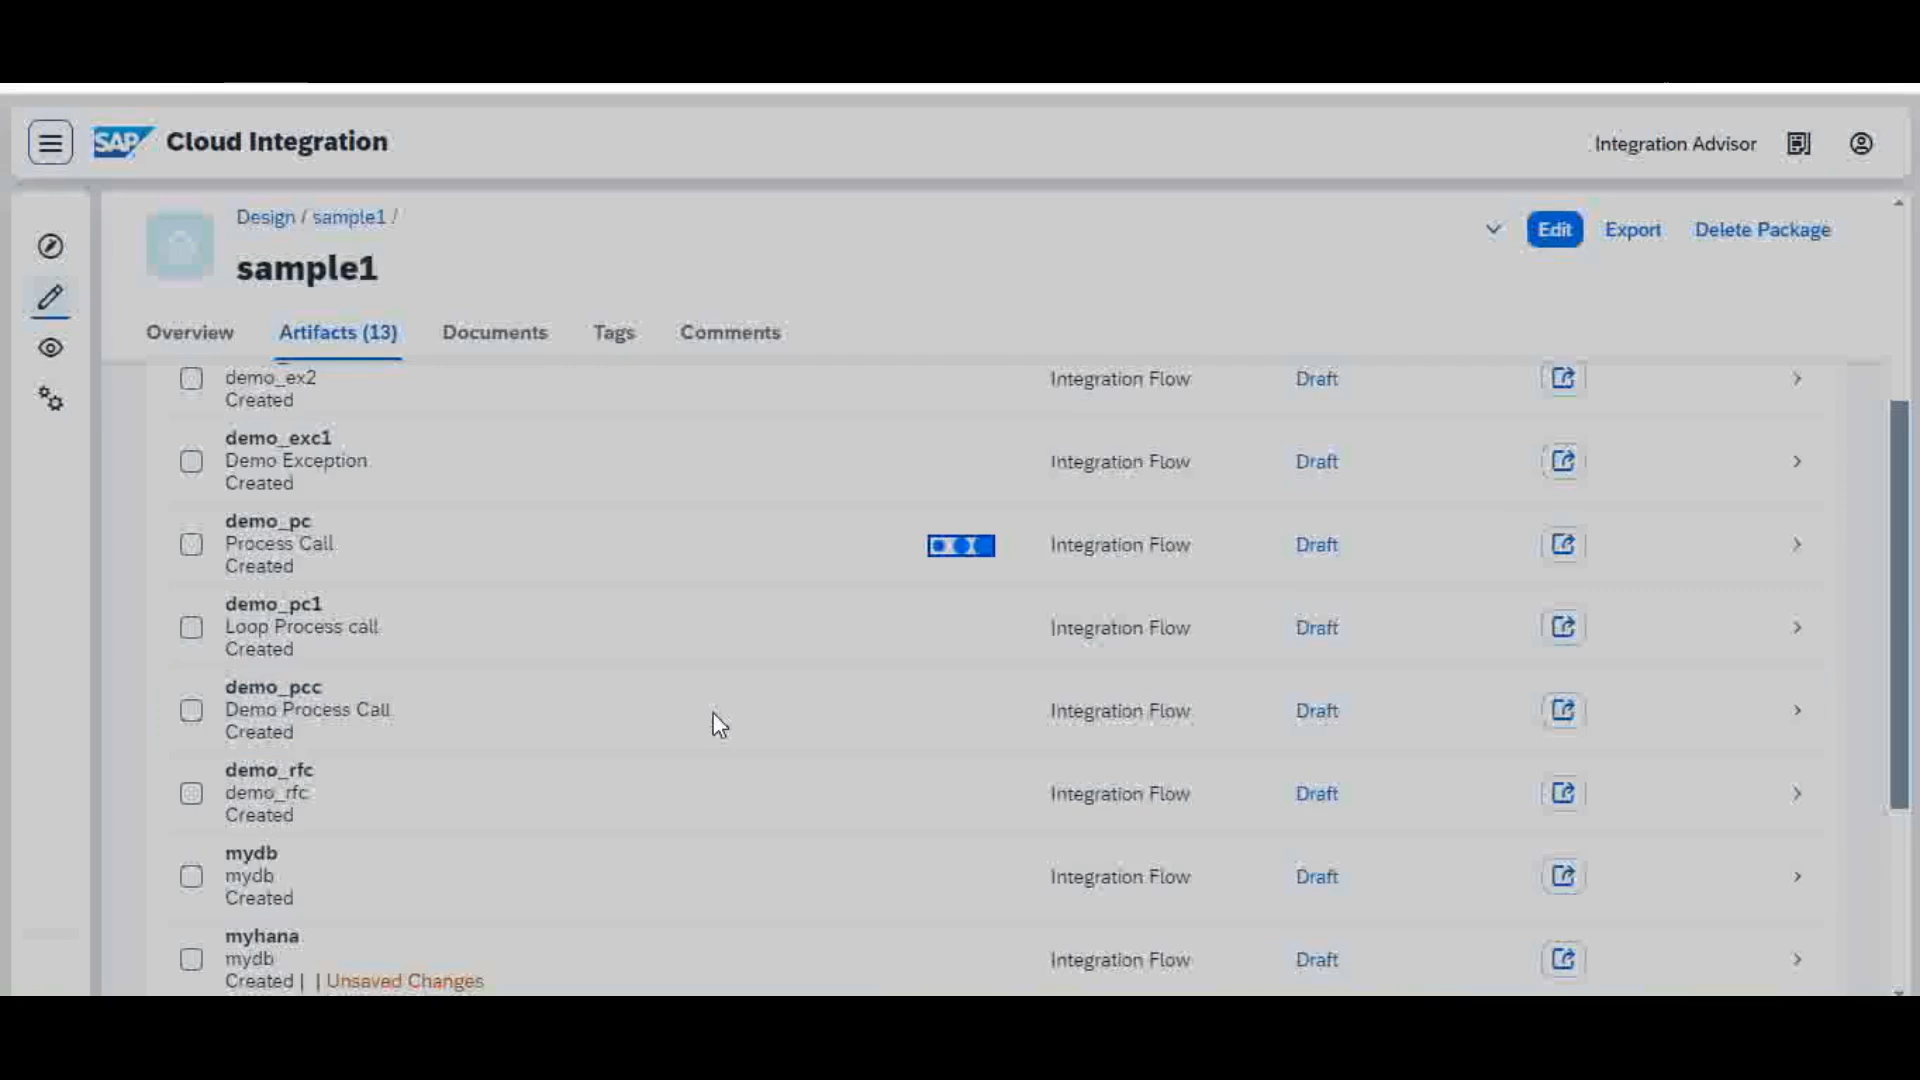 SAP Cloud Integration
Integration Advisor
Design / sample1 /
sample1
Edit Export Delete Package
Overview Artifacts (13) Documents Tags Comments
demo_ex2
Created
Integration Flow Draft
demo_exc1
Demo Exception
Created
Integration Flow Draft
demo_pc
Process Call
Created
Integration Flow Draft
demo_pc1
Loop Process call
Created
Integration Flow Draft
demo_pcc
Demo Process Call
Created
Integration Flow Draft
demo_rfc
demo_rfc
Created
Integration Flow Draft
mydb
mydb
Created
Integration Flow Draft
myhana
mydb
Created | | Unsaved Changes
Integration Flow Draft